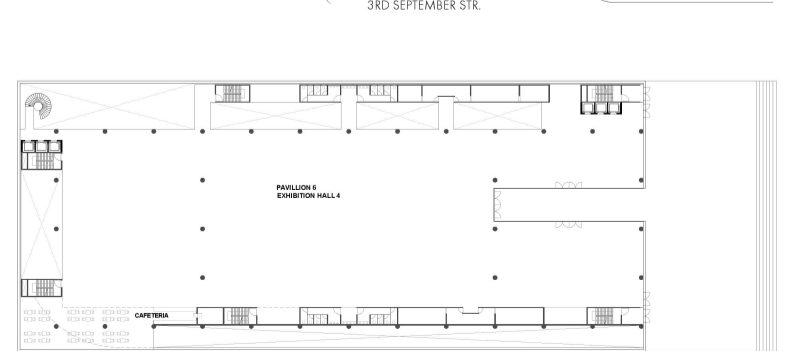 3RD SEPTEMBER STR.
PAVILLION 6
EXHIBITION HALL 4
CAFETERIA